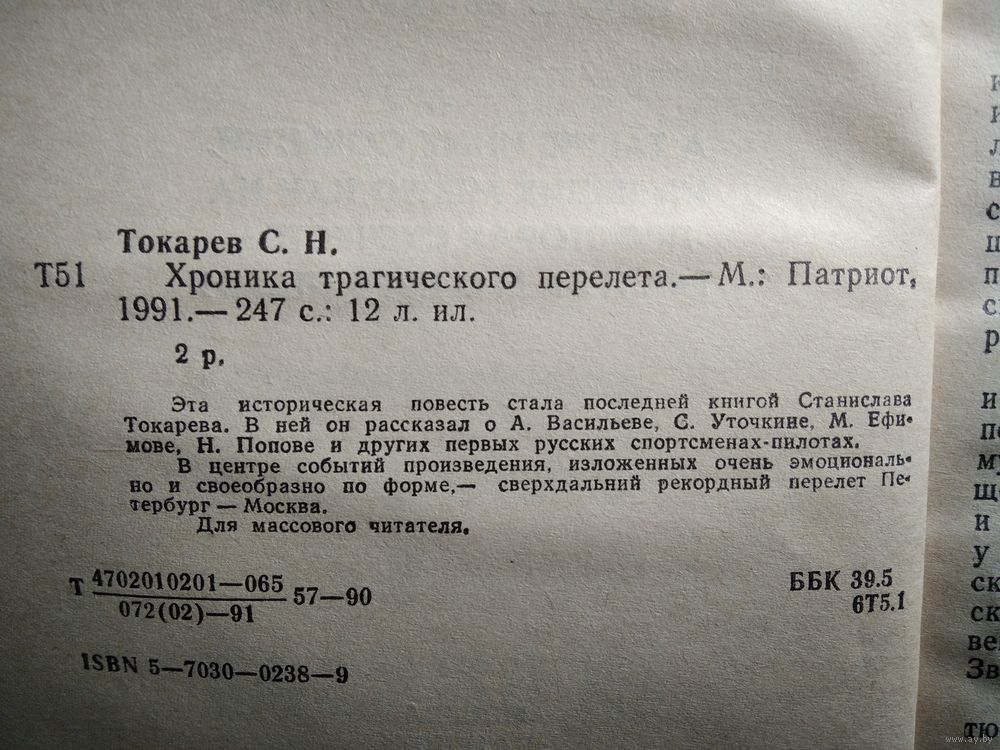 Токарев С. Н.
Т51 Хроника трагического перелета.— М.: Патриот,
1991.— 247 с.: 12 л. ил.
2 р.
Эта историческая повесть стала последней книгой Станислава
Токарева. В ней он рассказал о А. Васильеве, С. Уточкине, М. Ефи-
мове, Н. Попове и других первых русских спортсменах-пилотах.
В центре событий произведения, изложенных очень эмоциональ-
но и своеобразно по форме,— сверхдальний рекордный перелет Пе-
тербург — Москва.
Для массового читателя.
Т 4702010201—065 57—90
072(02)—91
ББК 39.5
6Т5.1
ISBN 5—7030—0238—9
www.ay.by